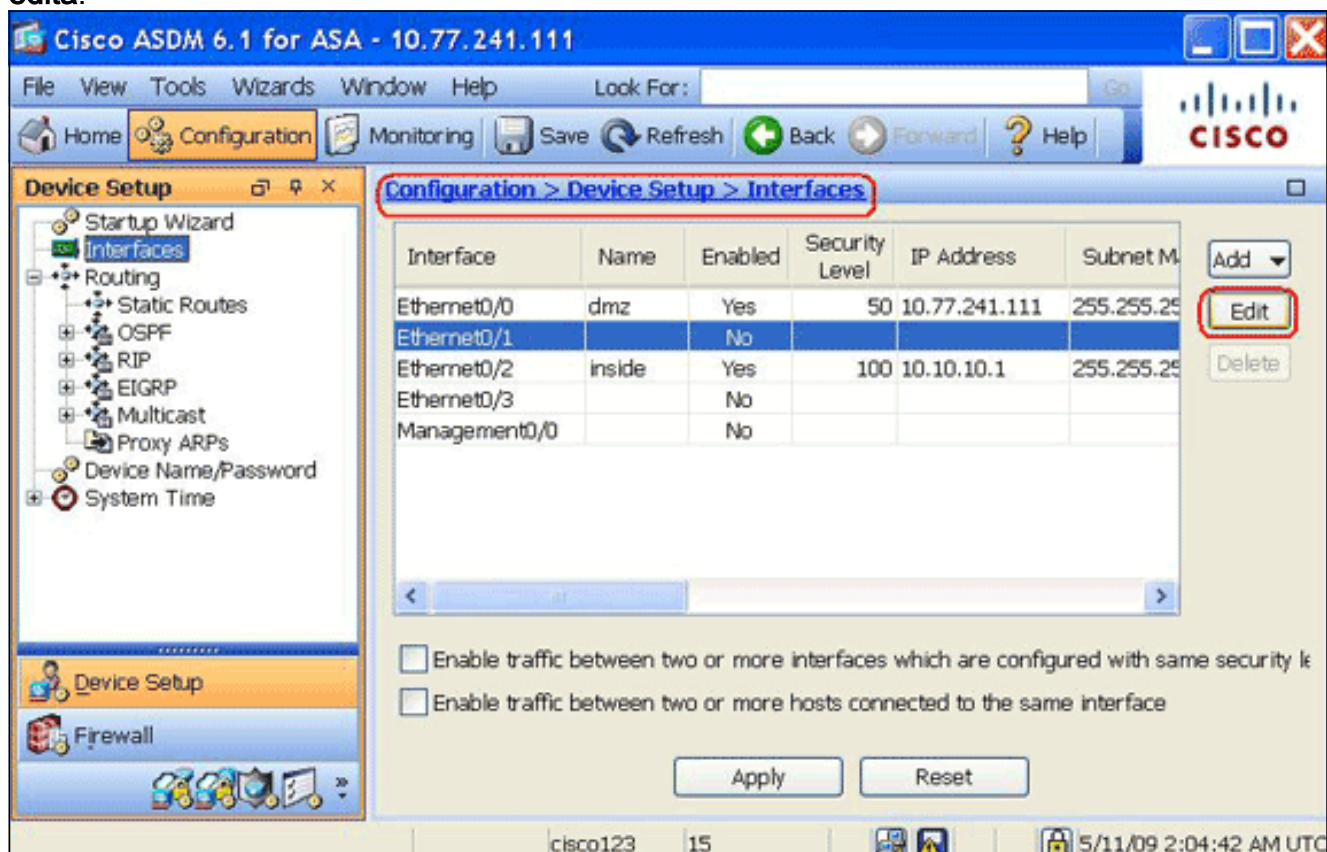 edita.
Cisco ASDM 6.1 for ASA - 10.77.241.111
File View Tools Wizards Window Help Look For: Go
Home Configuration Monitoring Save Refresh Back Forward Help
CISCO
Device Setup
Startup Wizard
Interfaces
Routing
Static Routes
OSPF
RIP
EIGRP
Multicast
Proxy ARPs
Device Name/Password
System Time
Device Setup
Firewall
Configuration > Device Setup > Interfaces
Interface Name Enabled Security Level IP Address Subnet M
Ethernet0/0 dmz Yes 50 10.77.241.111 255.255.25
Ethernet0/1 No
Ethernet0/2 inside Yes 100 10.10.10.1 255.255.25
Ethernet0/3 No
Management0/0 No
Add
Edit
Delete
Enable traffic between two or more interfaces which are configured with same security le
Enable traffic between two or more hosts connected to the same interface
Apply Reset
cisco123 15 5/11/09 2:04:42 AM UTC